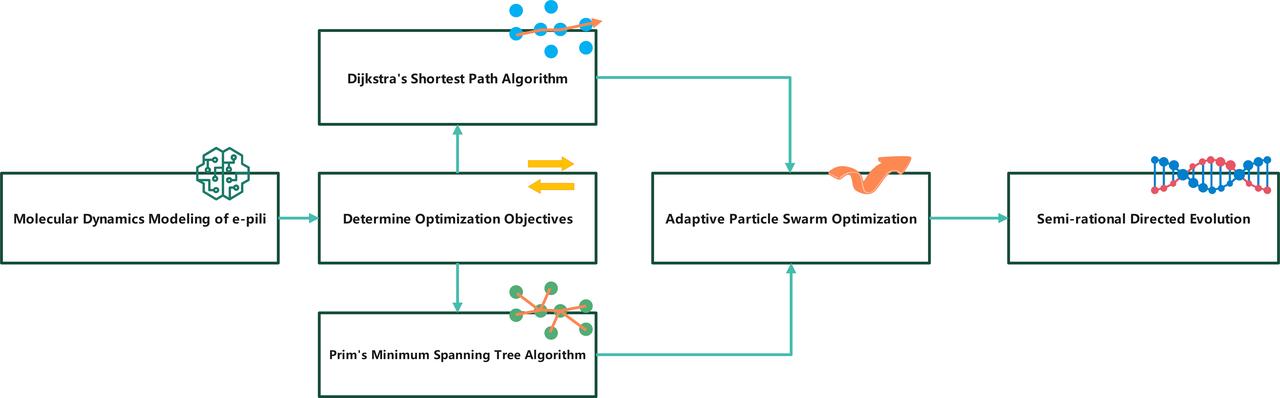 Dijkstra's Shortest Path Algorithm
Molecular Dynamics Modeling of e-pili
Determine Optimization Objectives
Adaptive Particle Swarm Optimization
Semi-rational Directed Evolution
Prim's Minimum Spanning Tree Algorithm